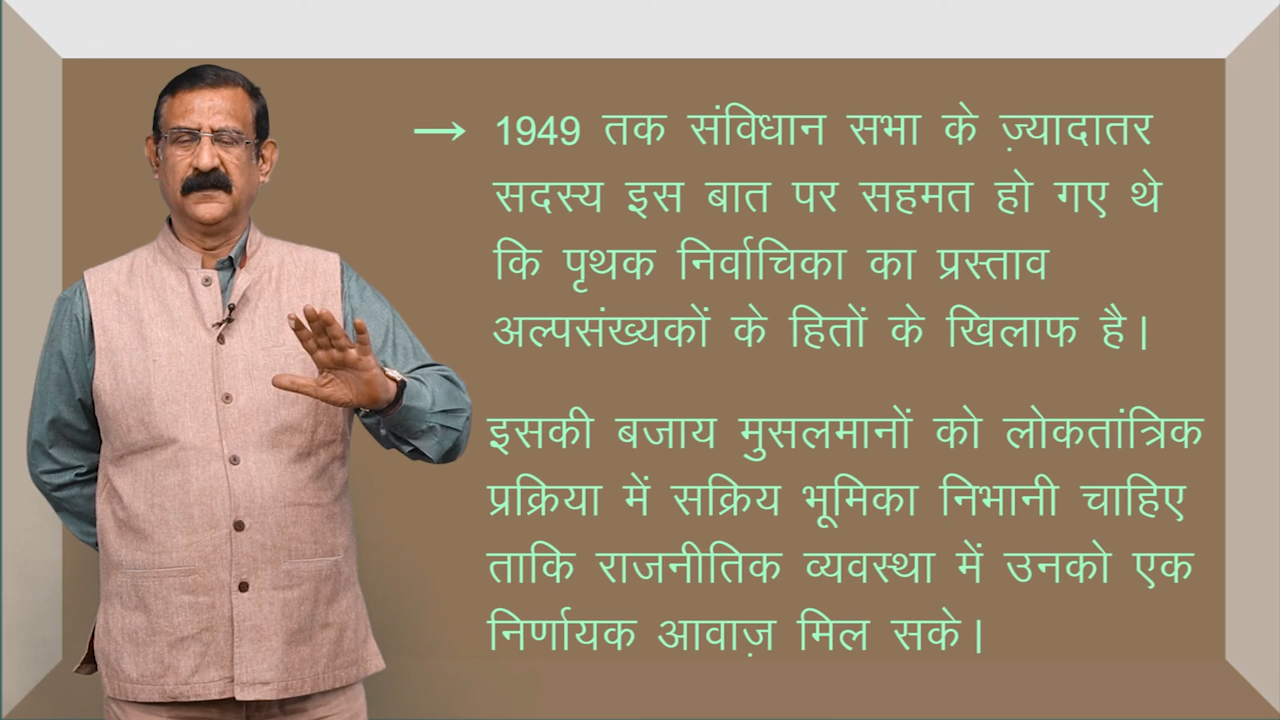 → 1949 तक संविधान सभा के ज़्यादातर
सदस्य इस बात पर सहमत हो गए थे
कि पृथक निर्वाचिका का प्रस्ताव
अल्पसंख्यकों के हितों के खिलाफ है।
इसकी बजाय मुसलमानों को लोकतांत्रिक
प्रक्रिया में सक्रिय भूमिका निभानी चाहिए
ताकि राजनीतिक व्यवस्था में उनको एक
निर्णायक आवाज़ मिल सके।